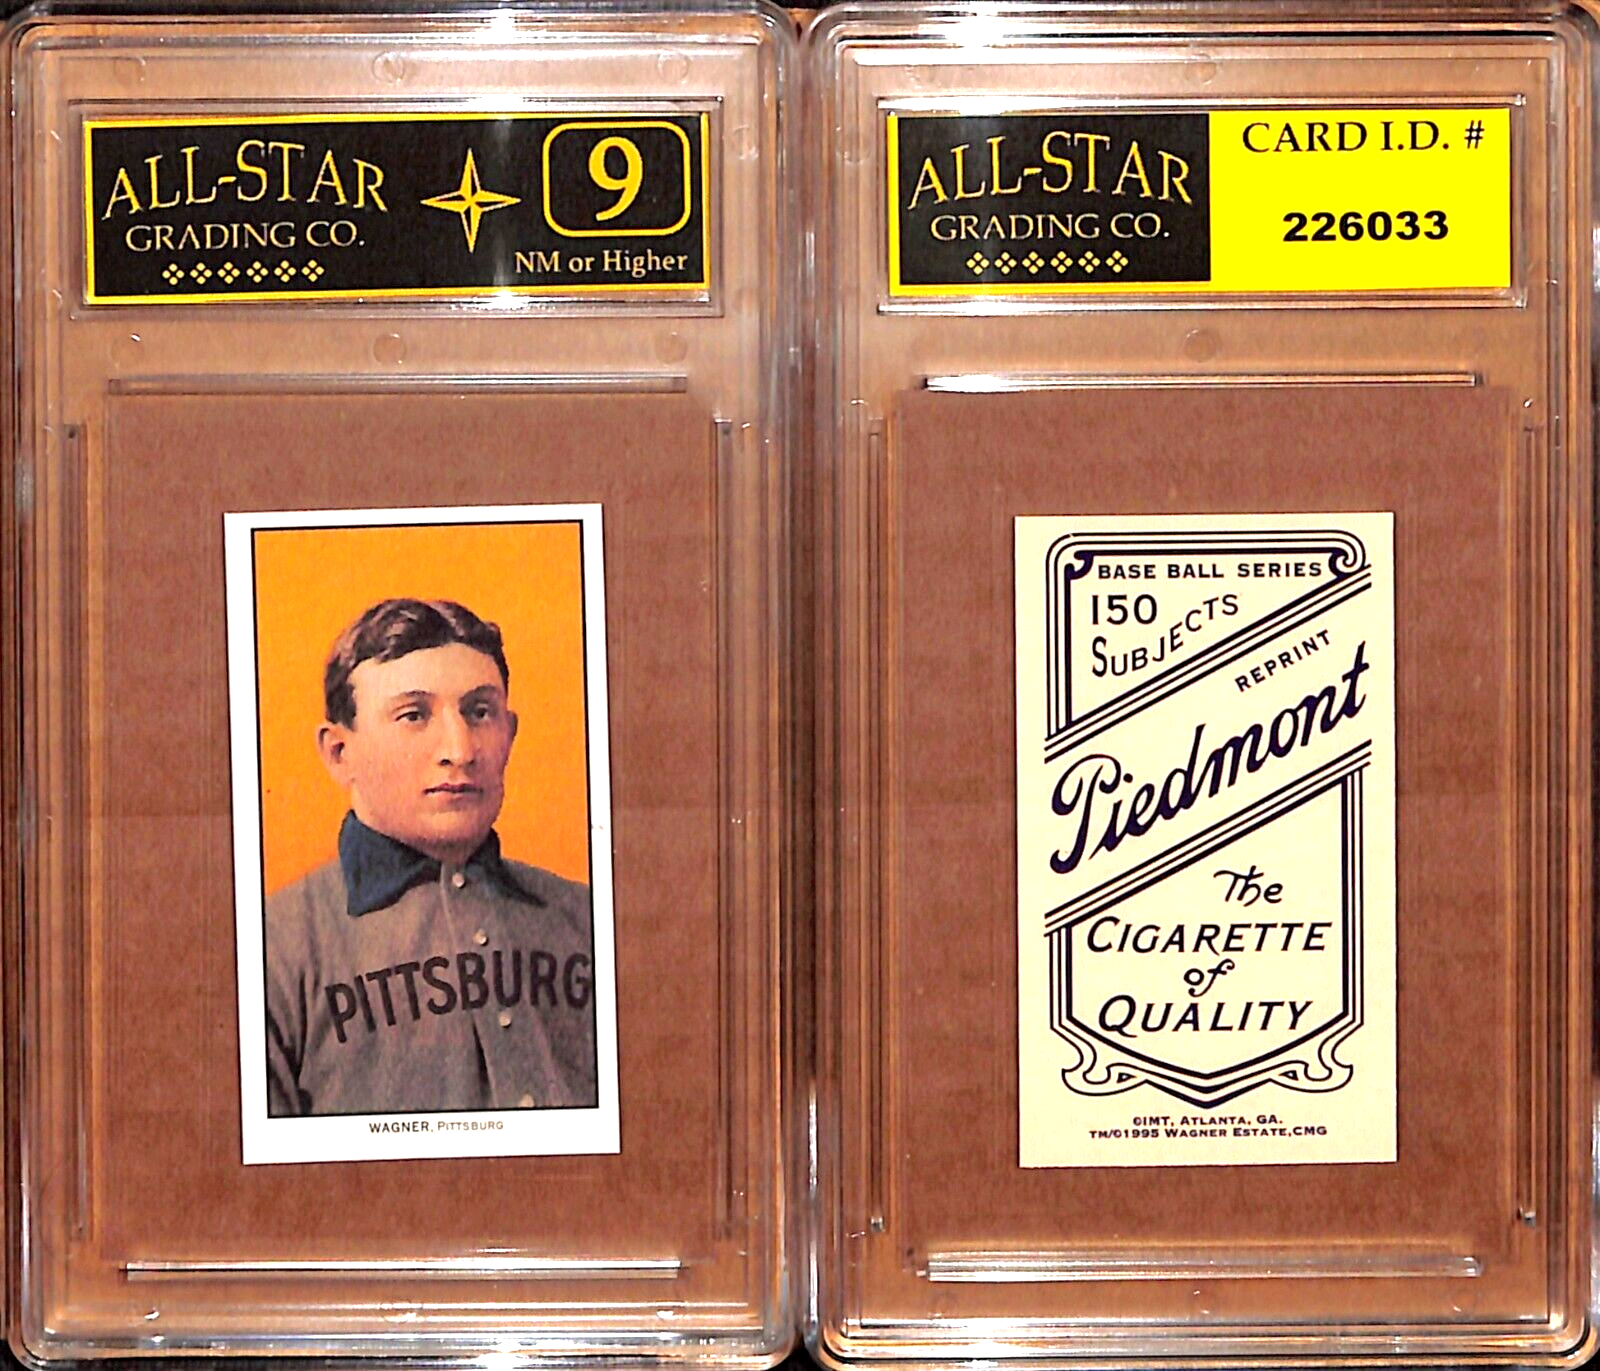 ALL-STAR
GRADING CO.
9
NM or Higher
PITTSBURG
WAGNER, PITTSBURG
ALL-STAR
GRADING CO.
CARD I.D. #
226033
BASE BALL SERIES
150
SUBJECTS
REPRINT
Piedmont
The
CIGARETTE
of
QUALITY
©IMT, ATLANTA, GA.
TM/©1995 WAGNER ESTATE,CMG